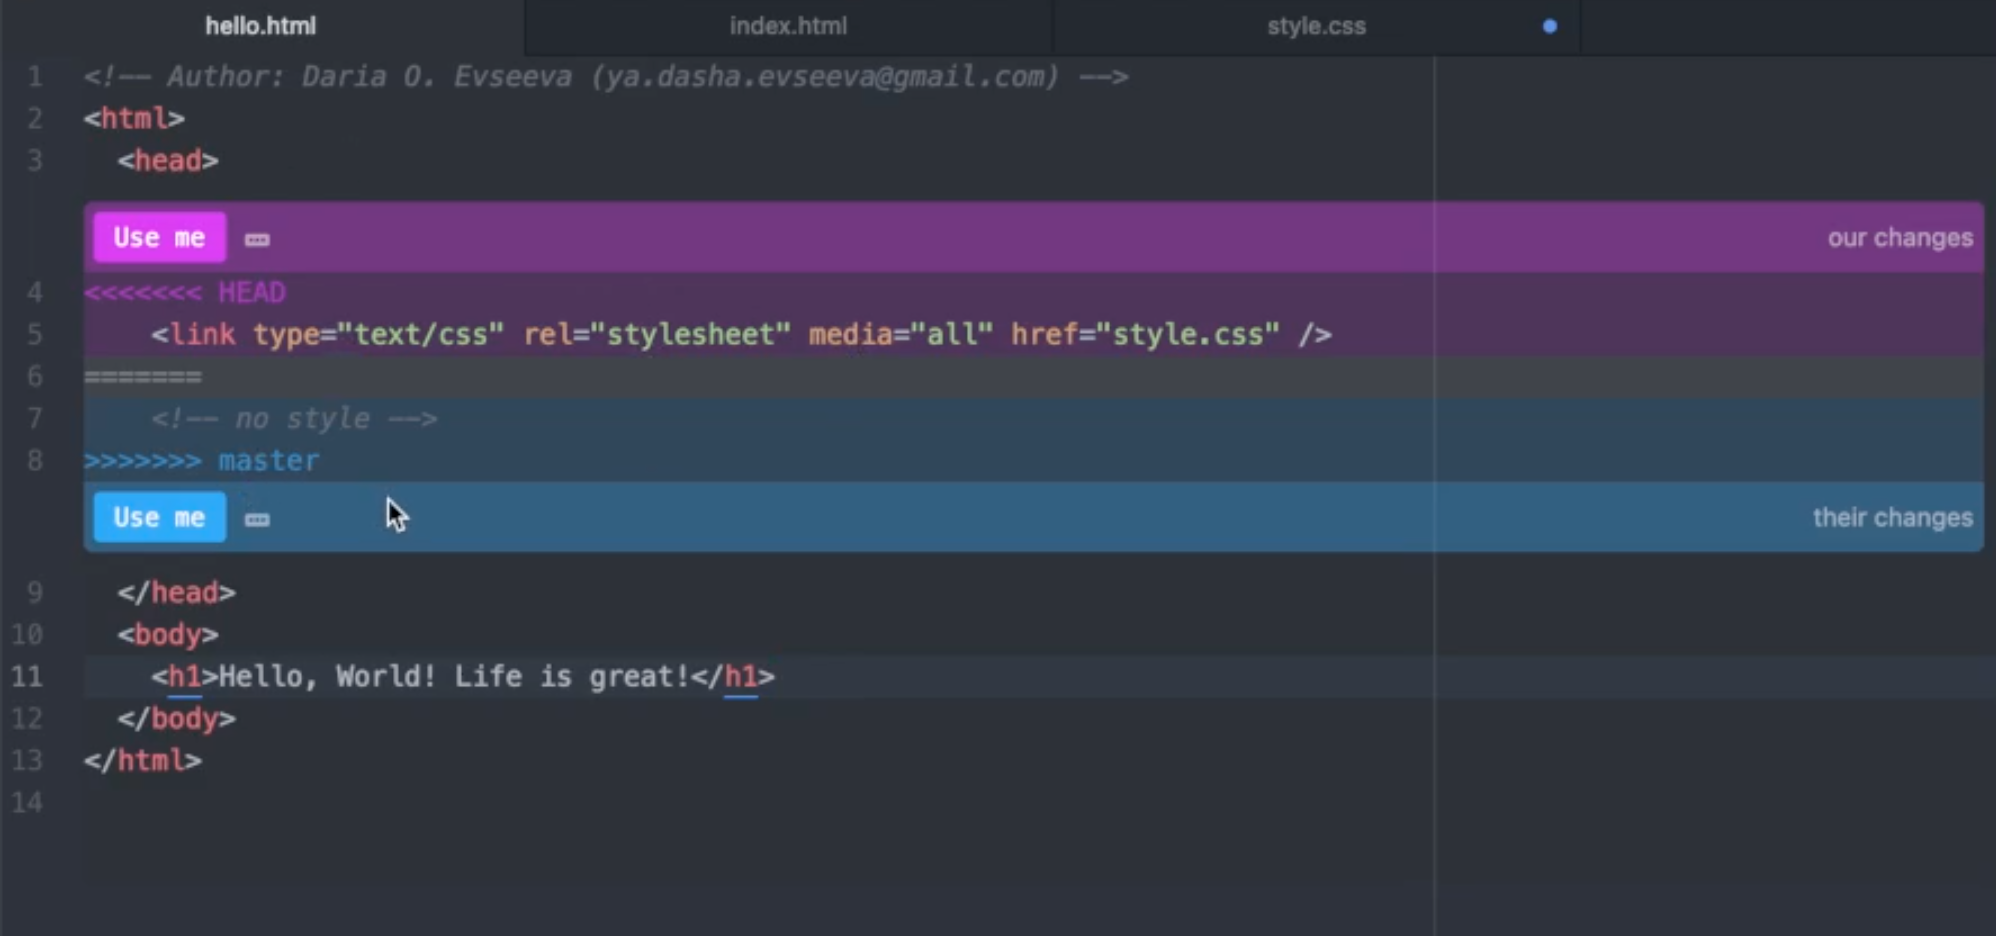 hello.html index.html style.css
1 <!-- Author: Daria O. Evseeva (ya.dasha.evseeva@gmail.com) -->
2 <html>
3 <head>
Use me our changes
4 <<<<<<< HEAD
5 <link type="text/css" rel="stylesheet" media="all" href="style.css" />
6 =======
7 <!-- no style -->
8 >>>>>>> master
Use me their changes
9 </head>
10 <body>
11 <h1>Hello, World! Life is great!</h1>
12 </body>
13 </html>
14